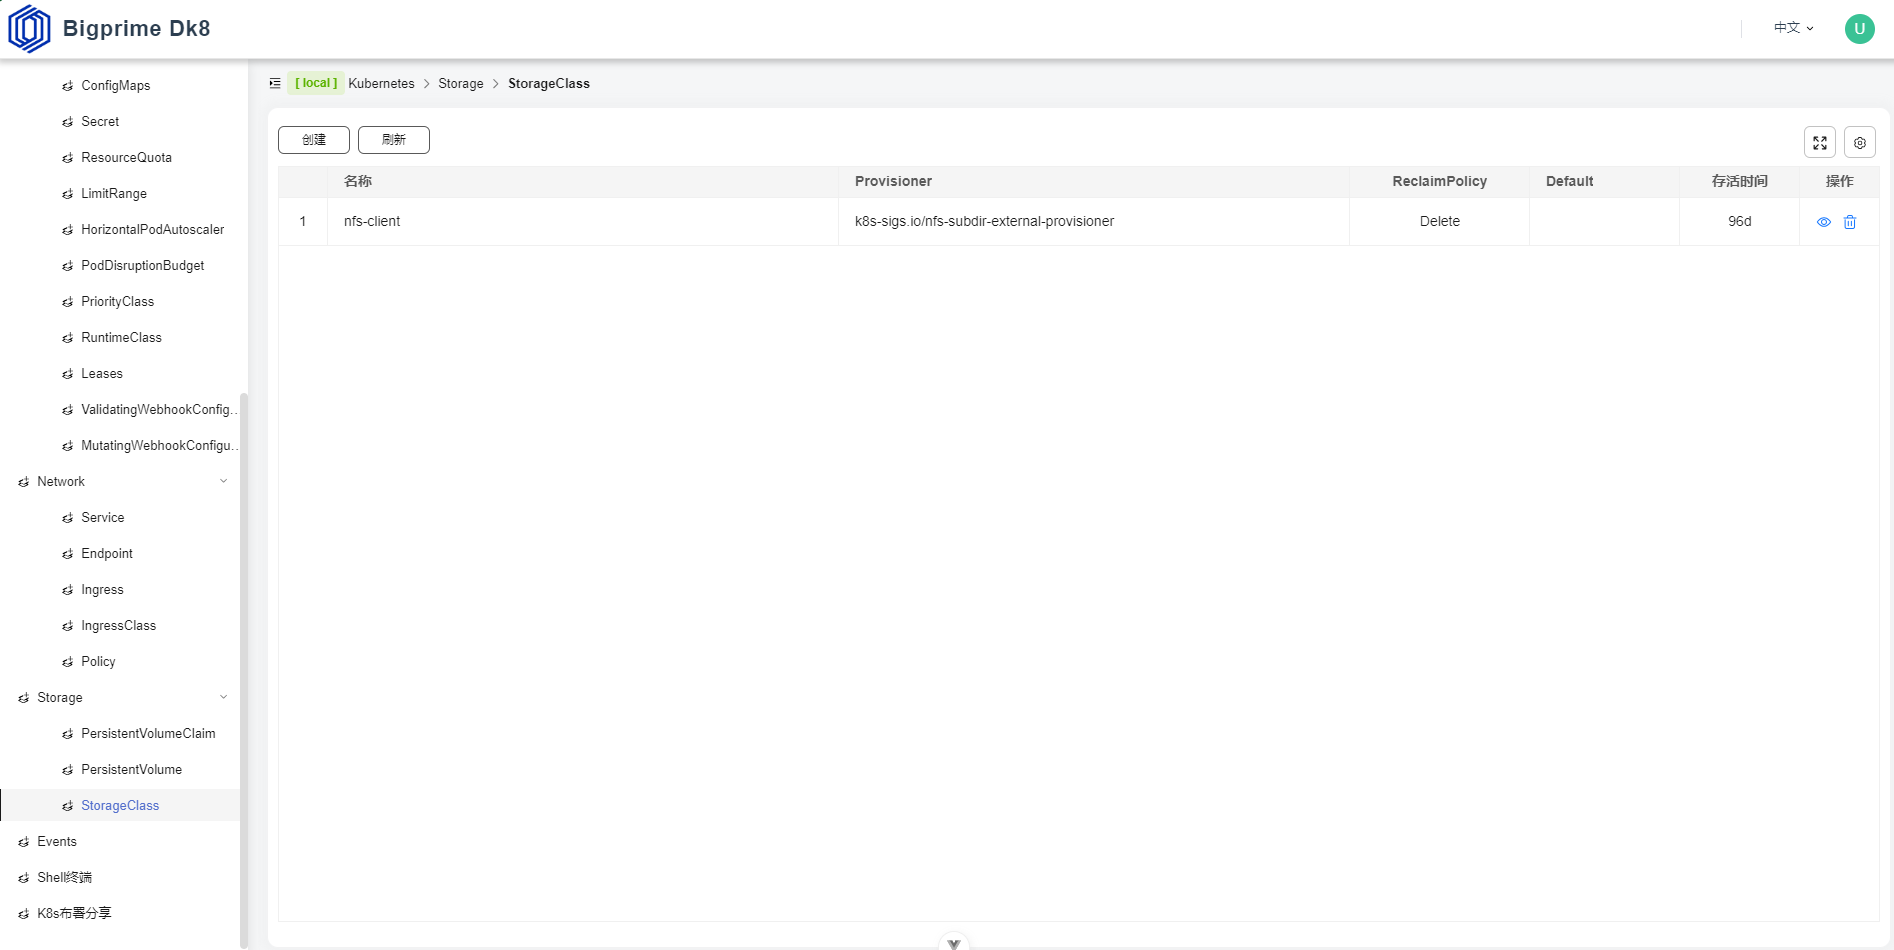 Bigprime Dk8
中文
U
ConfigMaps
Secret
ResourceQuota
LimitRange
HorizontalPodAutoscaler
PodDisruptionBudget
PriorityClass
RuntimeClass
Leases
ValidatingWebhookConfig...
MutatingWebhookConfigu...
Network
Service
Endpoint
Ingress
IngressClass
Policy
Storage
PersistentVolumeClaim
PersistentVolume
StorageClass
Events
Shell终端
K8s布署分享
[ local ] Kubernetes > Storage > StorageClass
创建 刷新
名称 Provisioner ReclaimPolicy Default 存活时间 操作
1 nfs-client k8s-sigs.io/nfs-subdir-external-provisioner Delete 96d